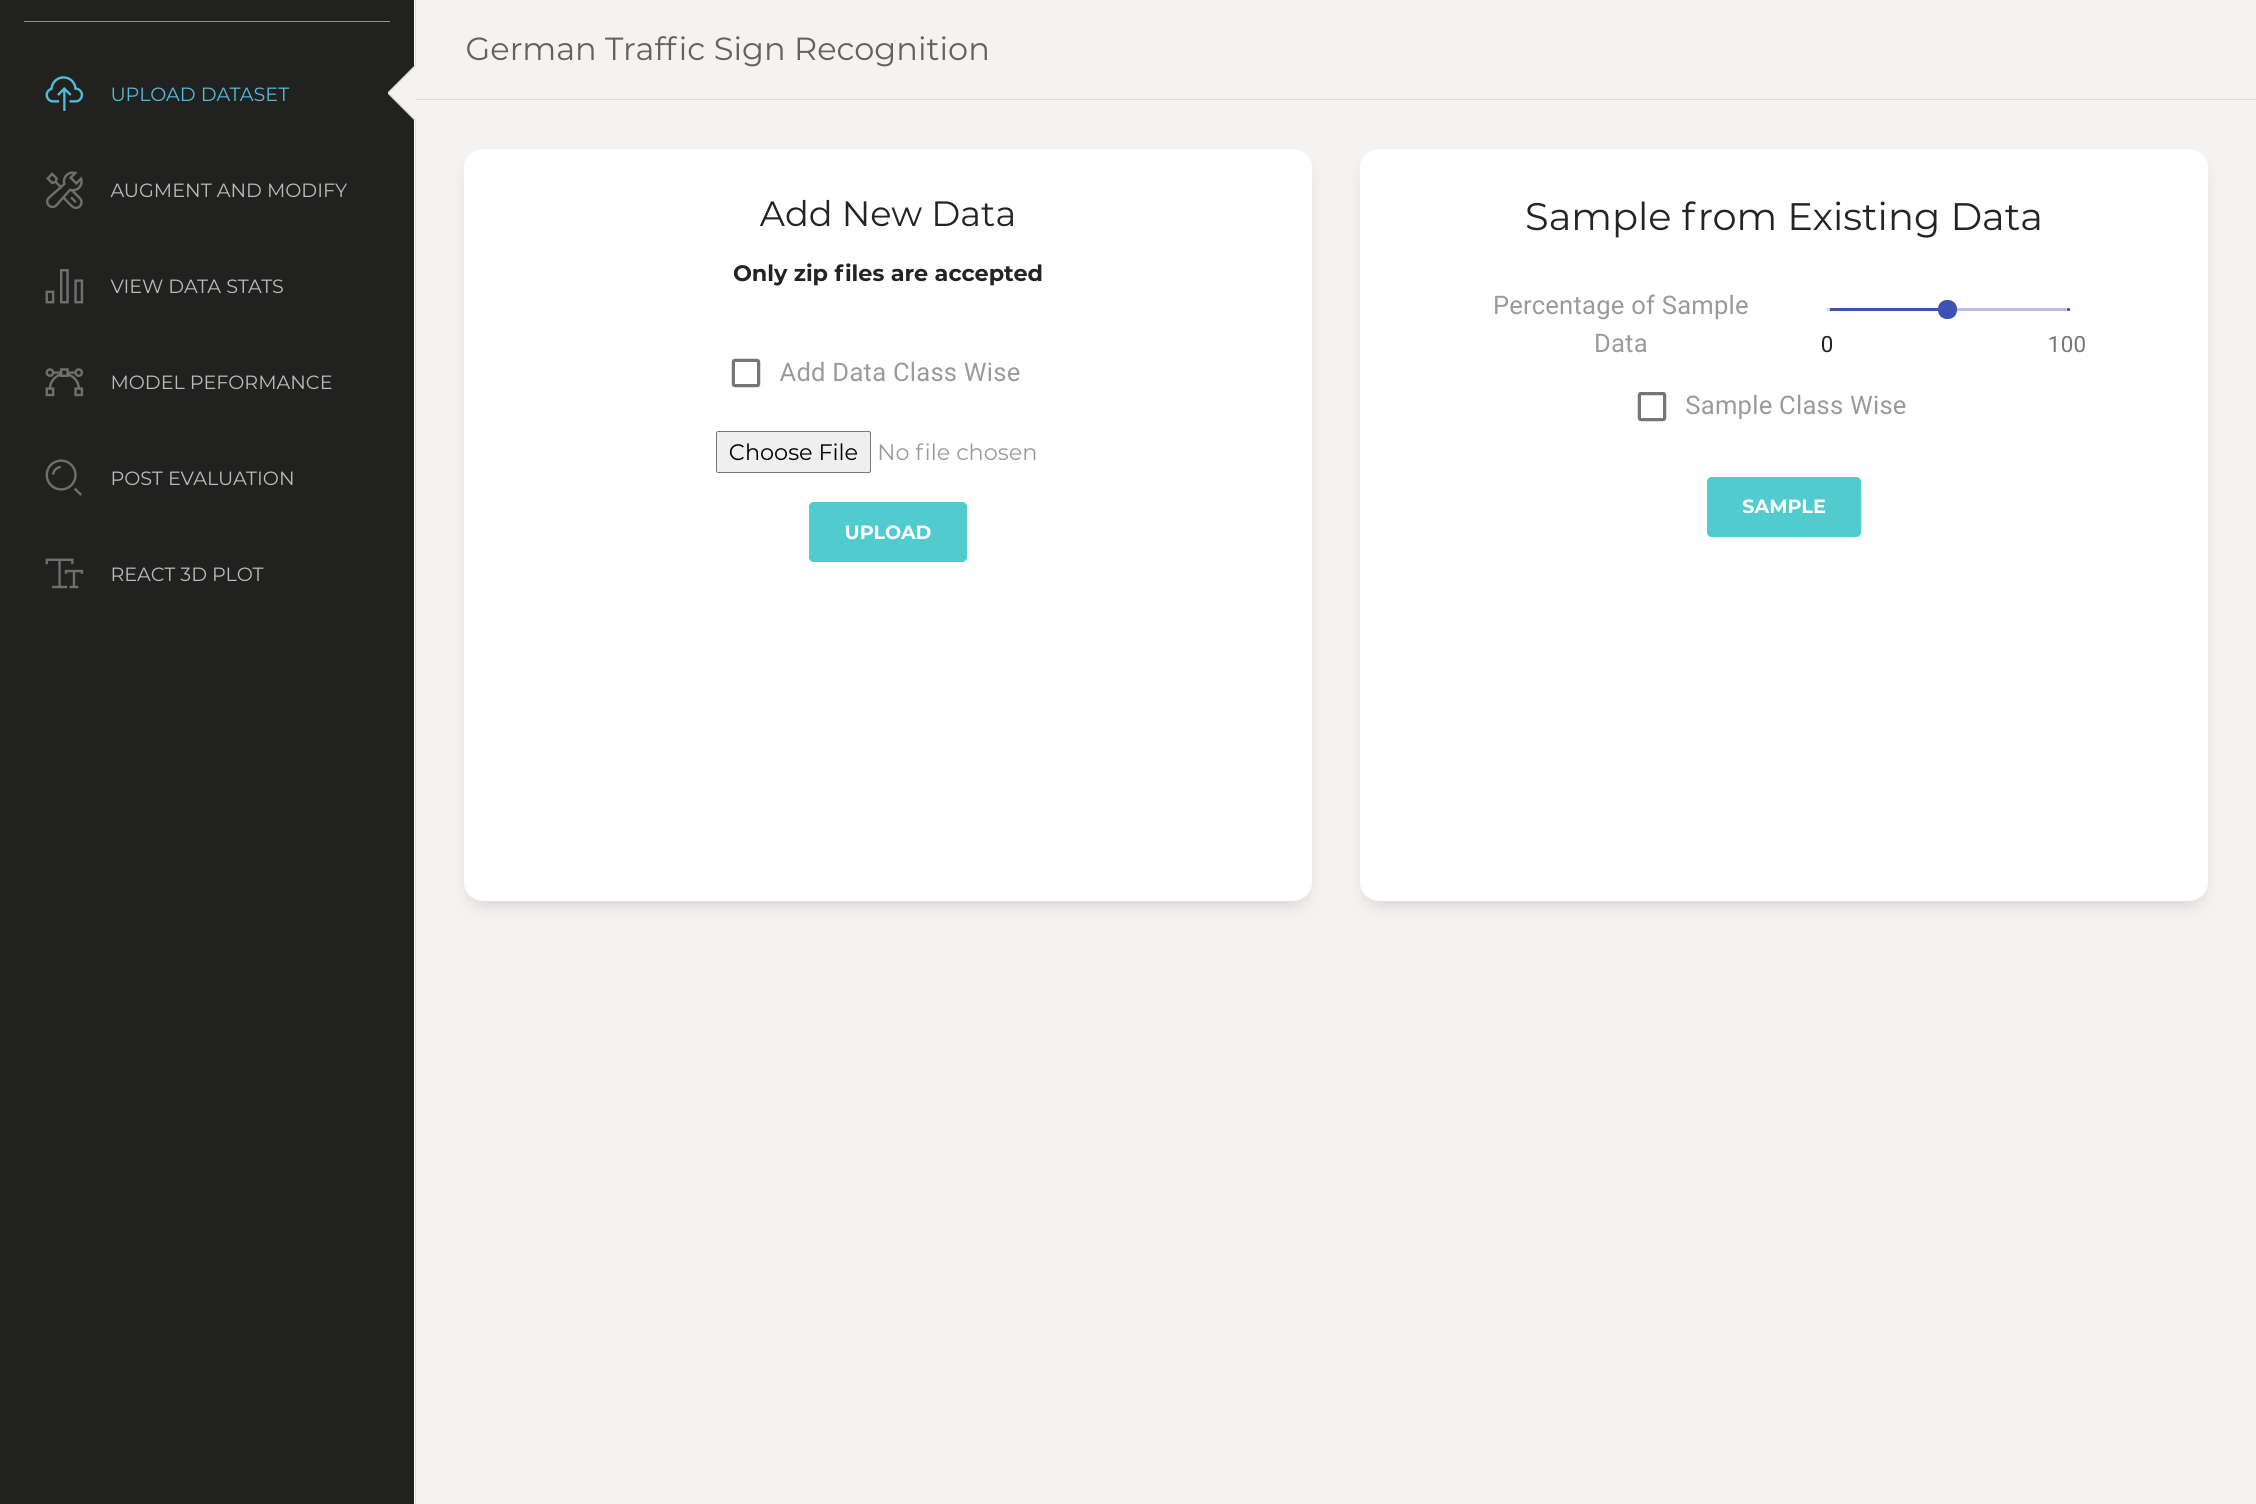 German Traffic Sign Recognition
UPLOAD DATASET
AUGMENT AND MODIFY
VIEW DATA STATS
MODEL PEFORMANCE
POST EVALUATION
REACT 3D PLOT
Add New Data
Only zip files are accepted
Add Data Class Wise
Choose File No file chosen
UPLOAD
Sample from Existing Data
Percentage of Sample
Data
0 100
Sample Class Wise
SAMPLE